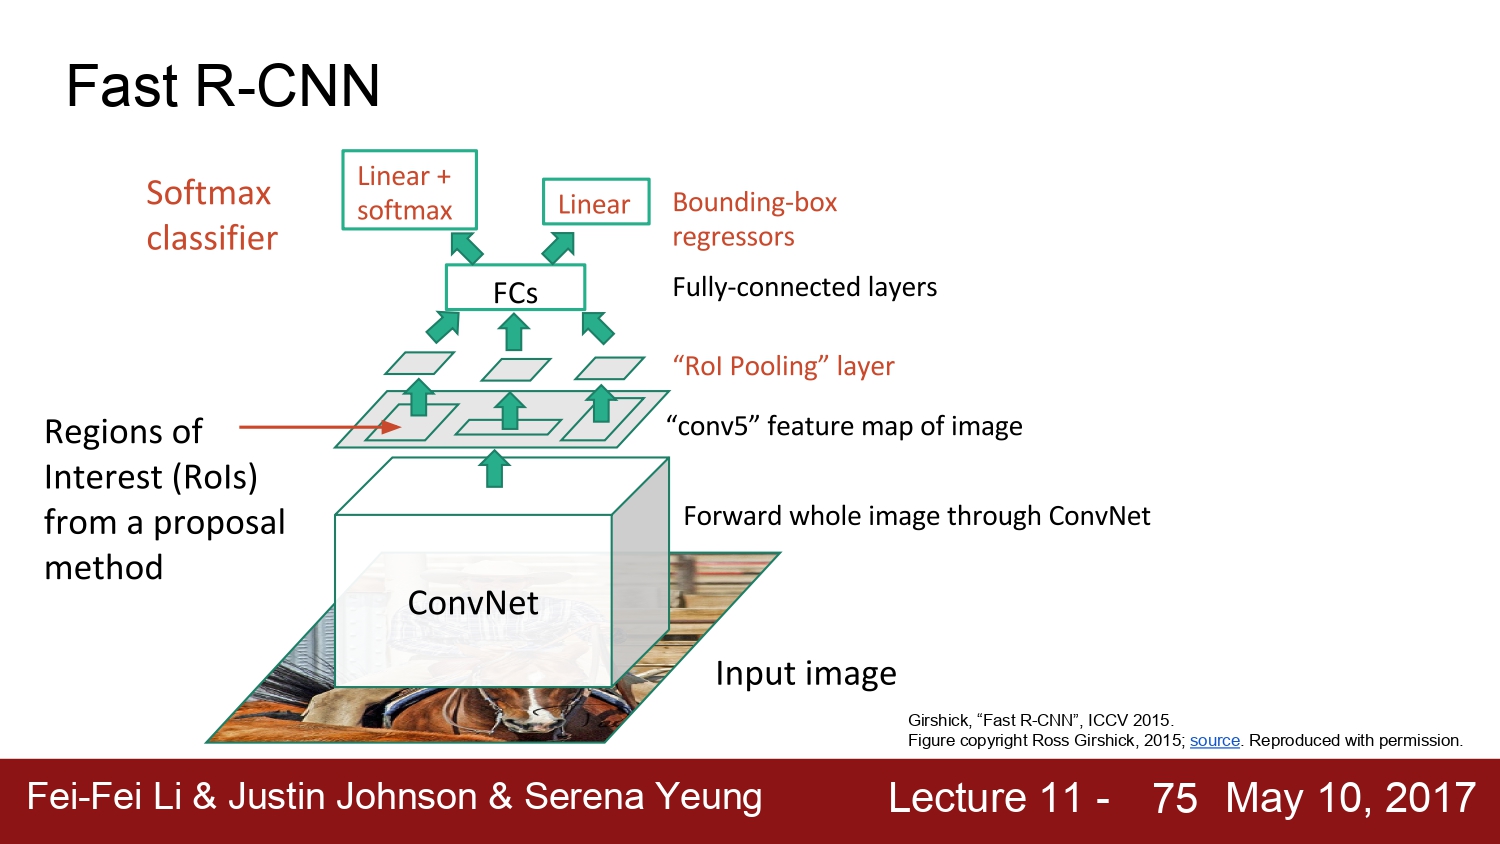 Fast R-CNN
Softmax
classifier
Linear +
softmax
Linear
Bounding-box
regressors
FCs
Fully-connected layers
“RoI Pooling” layer
Regions of
Interest (RoIs)
from a proposal
method
“conv5” feature map of image
Forward whole image through ConvNet
ConvNet
Input image
Girshick, “Fast R-CNN”, ICCV 2015.
Figure copyright Ross Girshick, 2015; source. Reproduced with permission.
Fei-Fei Li & Justin Johnson & Serena Yeung
Lecture 11 - 75 May 10, 2017